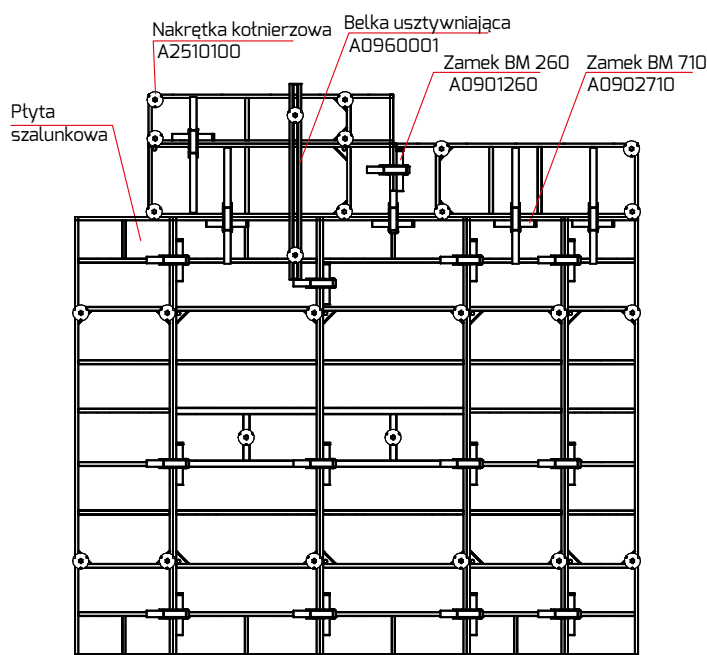 Nakrętka kołnierzowa
A2510100
Belka usztywniająca
A0960001
Zamek BM 260
A0901260
Zamek BM 710
A0902710
Płyta
szalunkowa